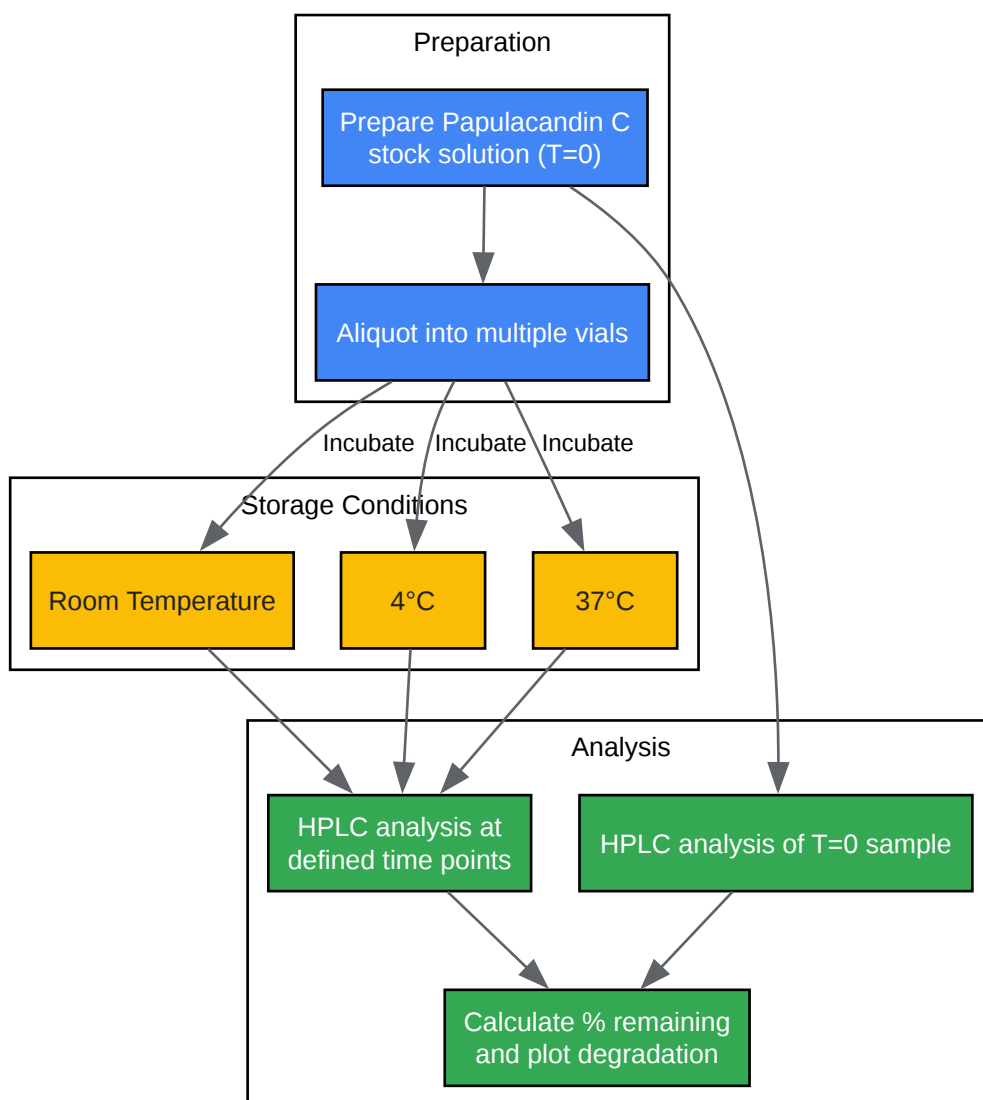 Preparation
Prepare Papulacandin C
stock solution (T=0)
Aliquot into multiple vials
Incubate
Incubate
Incubate
Storage Conditions
Room Temperature
4°C
37°C
Analysis
HPLC analysis at
defined time points
HPLC analysis of T=0 sample
Calculate % remaining
and plot degradation